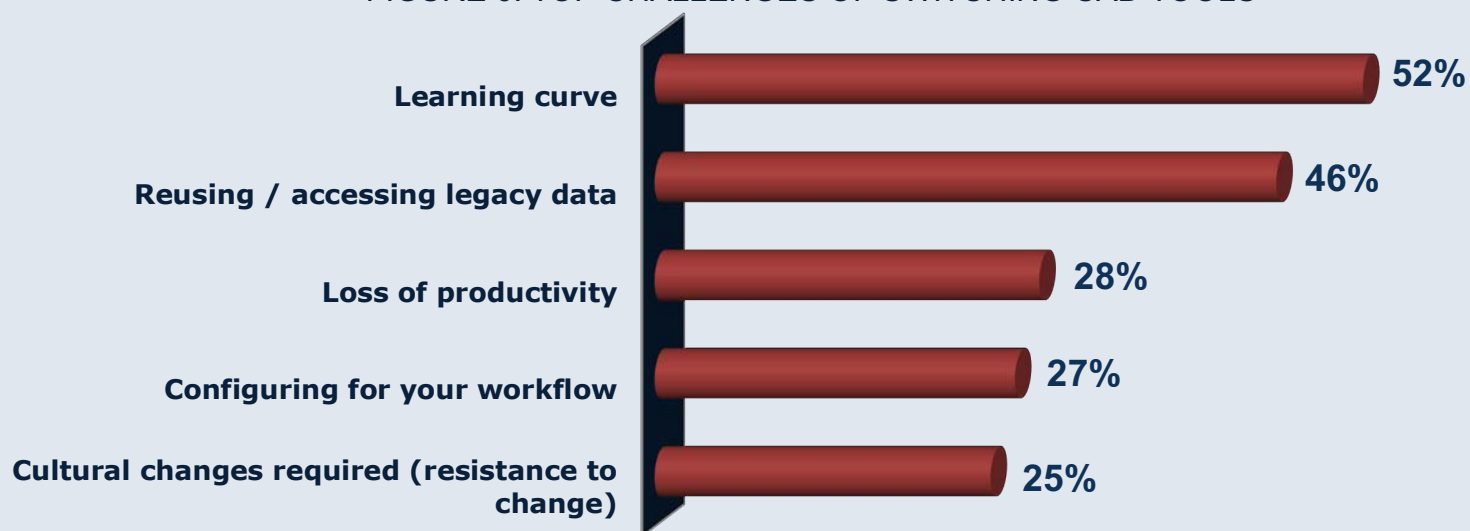 Learning curve
52%
Reusing / accessing legacy data
46%
Loss of productivity
28%
Configuring for your workflow
27%
Cultural changes required (resistance to
change)
25%